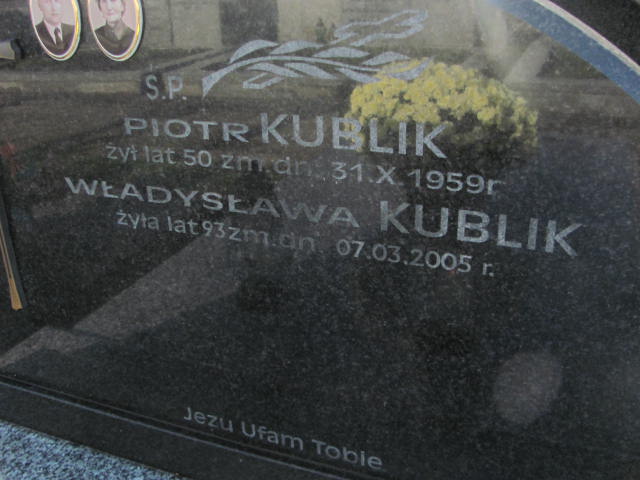 Ś.P.
PIOTR KUBLIK
żył lat 50 zm. dn. 31.X.1959r
WŁADYSŁAWA KUBLIK
żyła lat 93 zm. dn. 07.03.2005 r.
Jezu Ufam Tobie